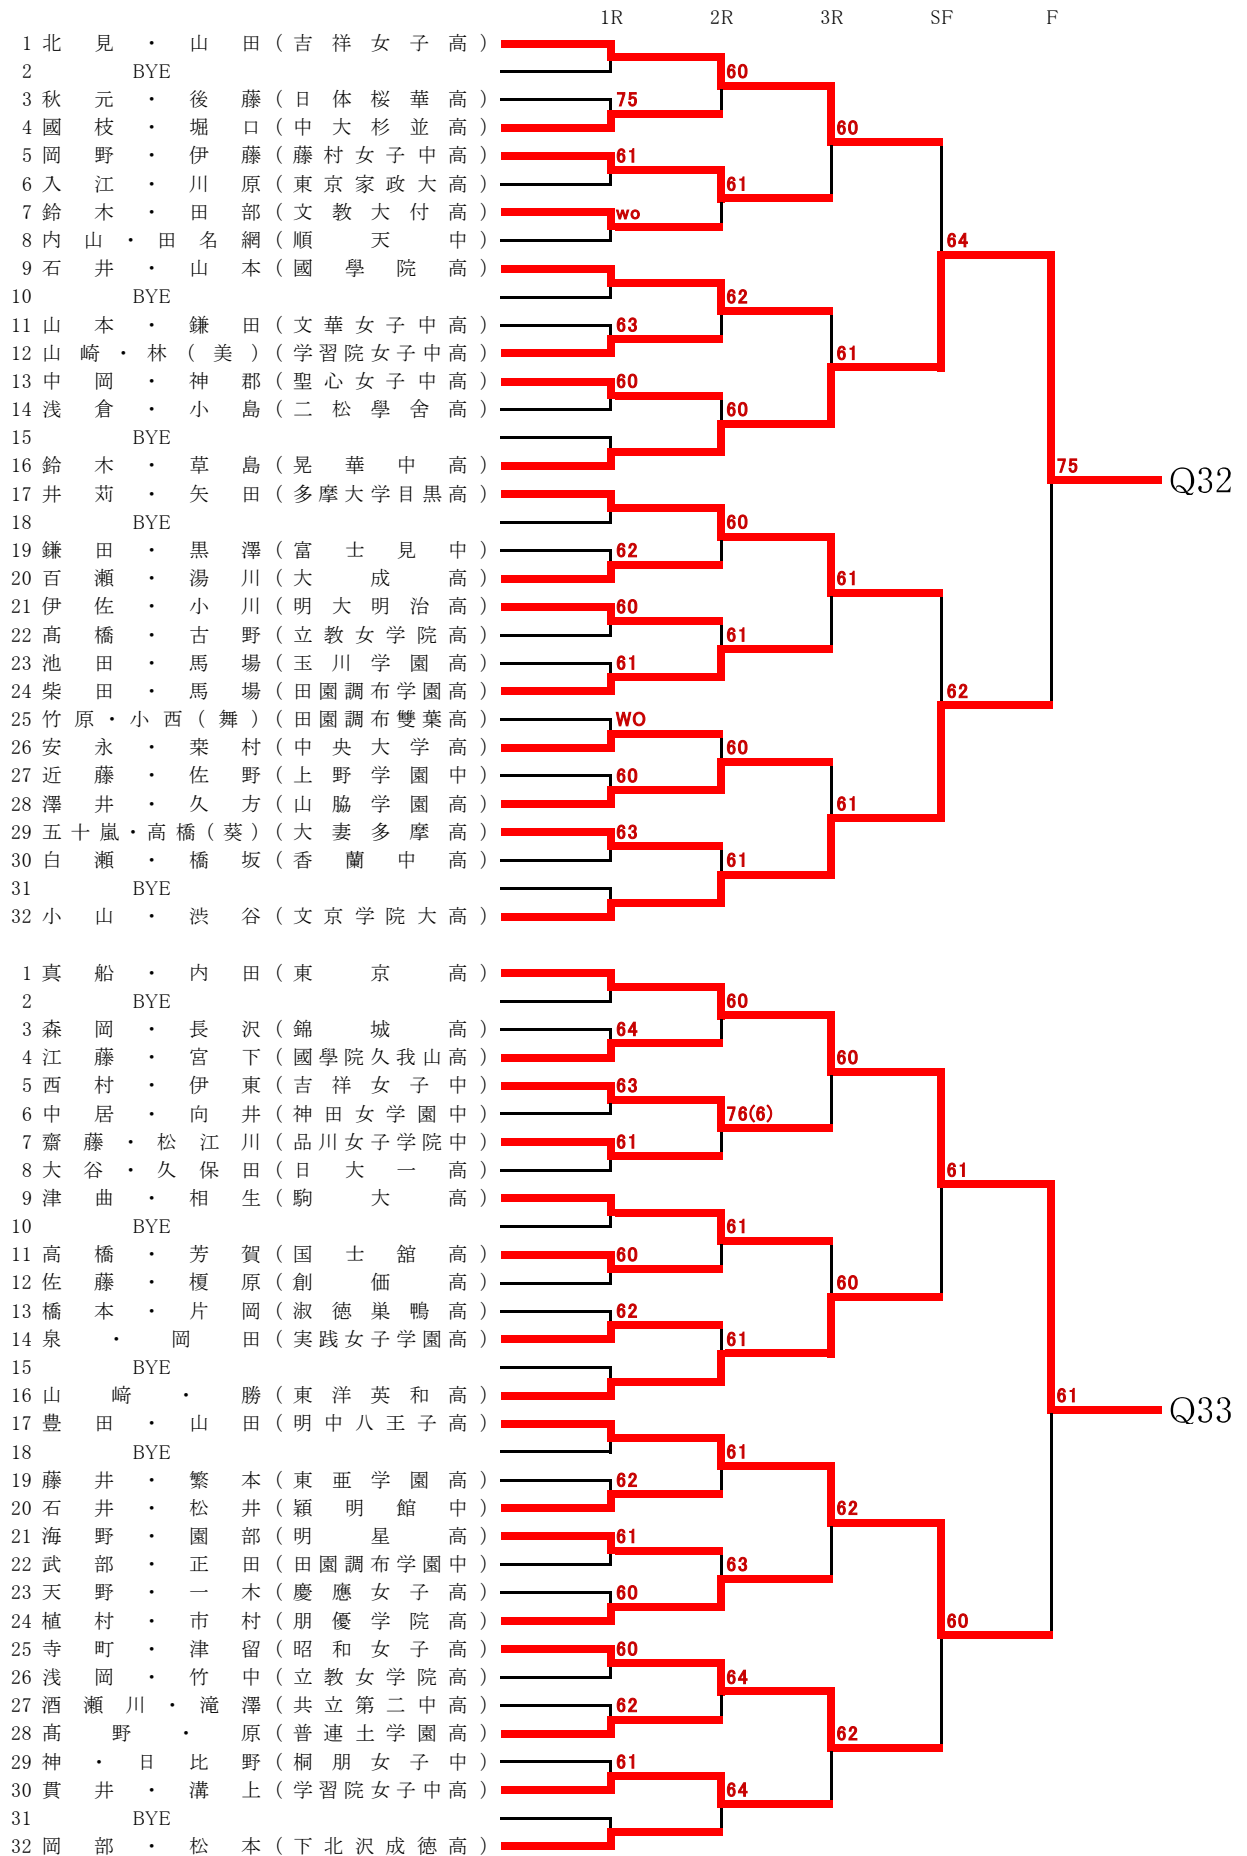 1R 2R 3R SF F
1 北見・山田(吉祥女子高)
2 BYE
60
3 秋元・後藤(日体桜華高) 75
4 國枝・堀口(中大杉並高) 60
5 岡野・伊藤(藤村女子中高) 61
6 入江・川原(東京家政大高) 61
7 鈴木・田部(文教大付高) wo
8 内山・田名網(順天中) 64
9 石井・山本(國學院高)
10 BYE 62
11 山本・鎌田(文華女子中高) 63
12 山崎・林(美)(学習院女子中高) 61
13 中岡・神郡(聖心女子中高) 60
14 浅倉・小島(二松學舎高) 60
15 BYE
16 鈴木・草島(晃華中高) 75
Q32
17 井苅・矢田(多摩大学目黒高)
18 BYE 60
19 鎌田・黒澤(富士見中) 62
20 百瀬・湯川(大成高) 61
21 伊佐・小川(明大明治高) 60
22 髙橋・古野(立教女学院高) 61
23 池田・馬場(玉川学園高) 61
24 柴田・馬場(田園調布学園高) 62
25 竹原・小西(舞)(田園調布雙葉高) WO
26 安永・栗村(中央大学高) 60
27 近藤・佐野(上野学園中) 60
28 澤井・久方(山脇学園高) 61
29 五十嵐・高橋(葵)(大妻多摩高) 63
30 白瀬・橋坂(香蘭中高) 61
31 BYE
32 小山・渋谷(文京学院大高)
1 真船・内田(東京高)
2 BYE 60
3 森岡・長沢(錦城高) 64
4 江藤・宮下(國學院久我山高) 60
5 西村・伊東(吉祥女子中) 63
6 中居・向井(神田女学園中) 76(6)
7 齋藤・松江川(品川女子学院中) 61
8 大谷・久保田(日大一高) 61
9 津曲・相生(駒大高)
10 BYE 61
11 高橋・芳賀(国士舘高) 60
12 佐藤・榎原(創価高) 60
13 橋本・片岡(淑徳巣鴨高) 62
14 泉・岡田(実践女子学園高) 61
15 BYE
16 山﨑・勝(東洋英和高) 61
Q33
17 豊田・山田(明中八王子高)
18 BYE 61
19 藤井・繁本(東亜学園高) 62
20 石井・松井(穎明館中) 62
21 海野・園部(明星高) 61
22 武部・正田(田園調布学園中) 63
23 天野・一木(慶應女子高) 60
24 植村・市村(朋優学院高) 60
25 寺町・津留(昭和女子高) 60
26 浅岡・竹中(立教女学院高) 64
27 酒瀬川・滝澤(共立第二中高) 62
28 髙野・原(普連土学園高) 62
29 神・日比野(桐朋女子中) 61
30 貫井・溝上(学習院女子中高) 64
31 BYE
32 岡部・松本(下北沢成徳高)